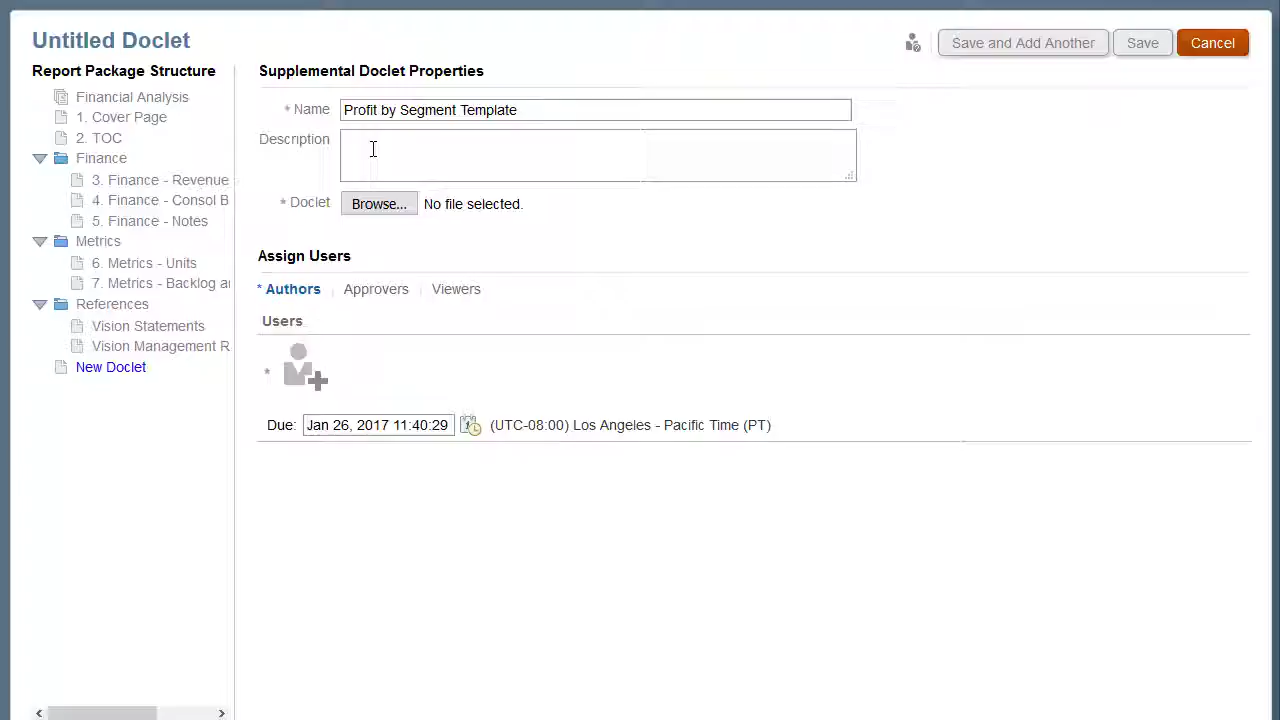 Untitled Doclet
Save and Add Another
Save
Cancel
Report Package Structure
Financial Analysis
1. Cover Page
2. TOC
Finance
3. Finance - Revenue
4. Finance - Consol B
5. Finance - Notes
Metrics
6. Metrics - Units
7. Metrics - Backlog a
References
Vision Statements
Vision Management R
New Doclet
Supplemental Doclet Properties
* Name Profit by Segment Template
Description
* Doclet Browse... No file selected.
Assign Users
* Authors Approvers Viewers
Users
*
Due: Jan 26, 2017 11:40:29 (UTC-08:00) Los Angeles - Pacific Time (PT)